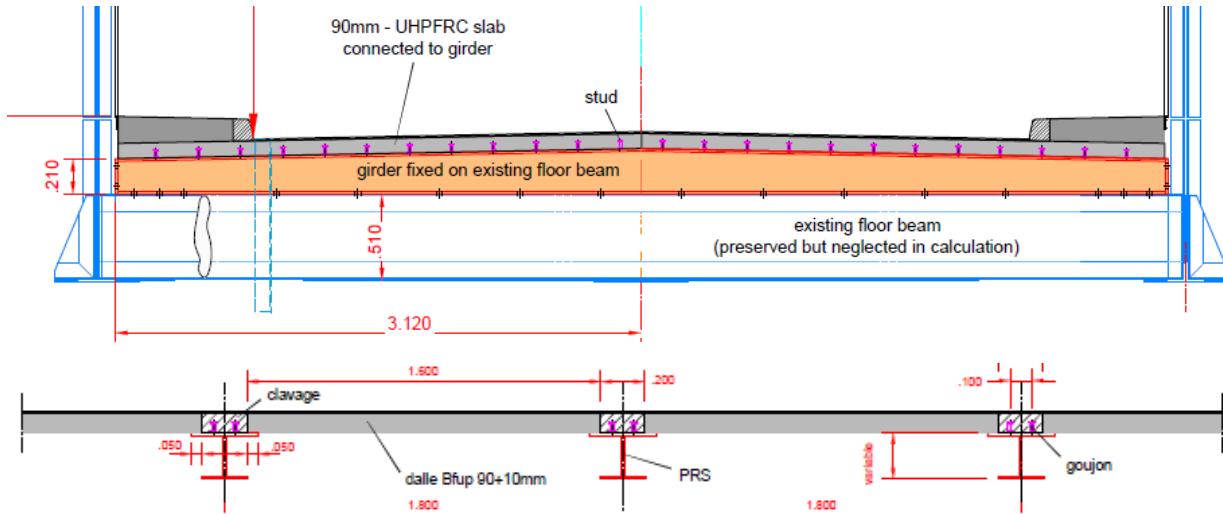 90mm - UHPFRC slab
connected to girder
stud
.210
girder fixed on existing floor beam
.510
existing floor beam
(preserved but neglected in calculation)
3.120
1.600
.200
.100
clavage
.050
.050
dalle Bfup 90+10mm
PRS
variable
goujon
1.800
1.800